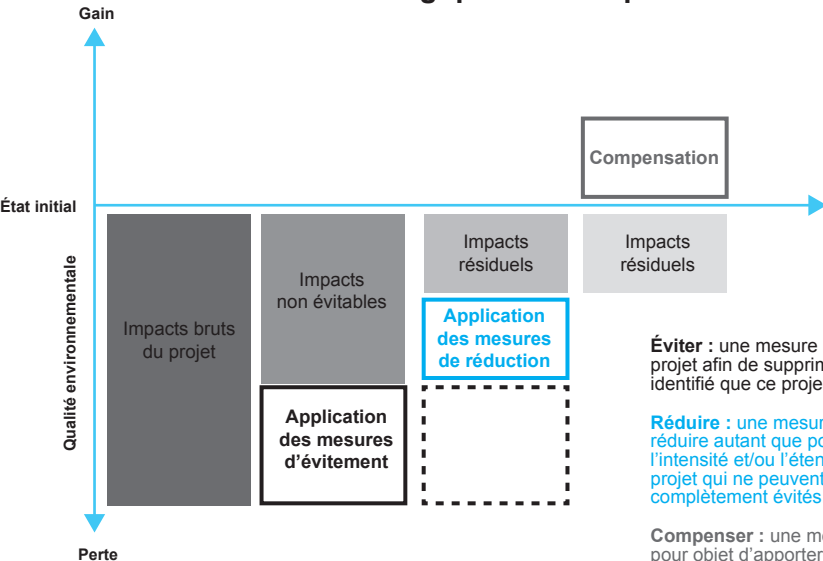 Gain
Compensation
État initial
Qualité environnementale
Impacts bruts
du projet
Impacts
non évitables
Application
des mesures
d’évitement
Impacts
résiduels
Application
des mesures
de réduction
Impacts
résiduels
Perte
Éviter : une mesure
projet afin de supprim
identifié que ce proje
Réduire : une mesur
réduire autant que po
l’intensité et/ou l’éten
projet qui ne peuvent
complètement évités
Compenser : une me
pour objet d’apporter